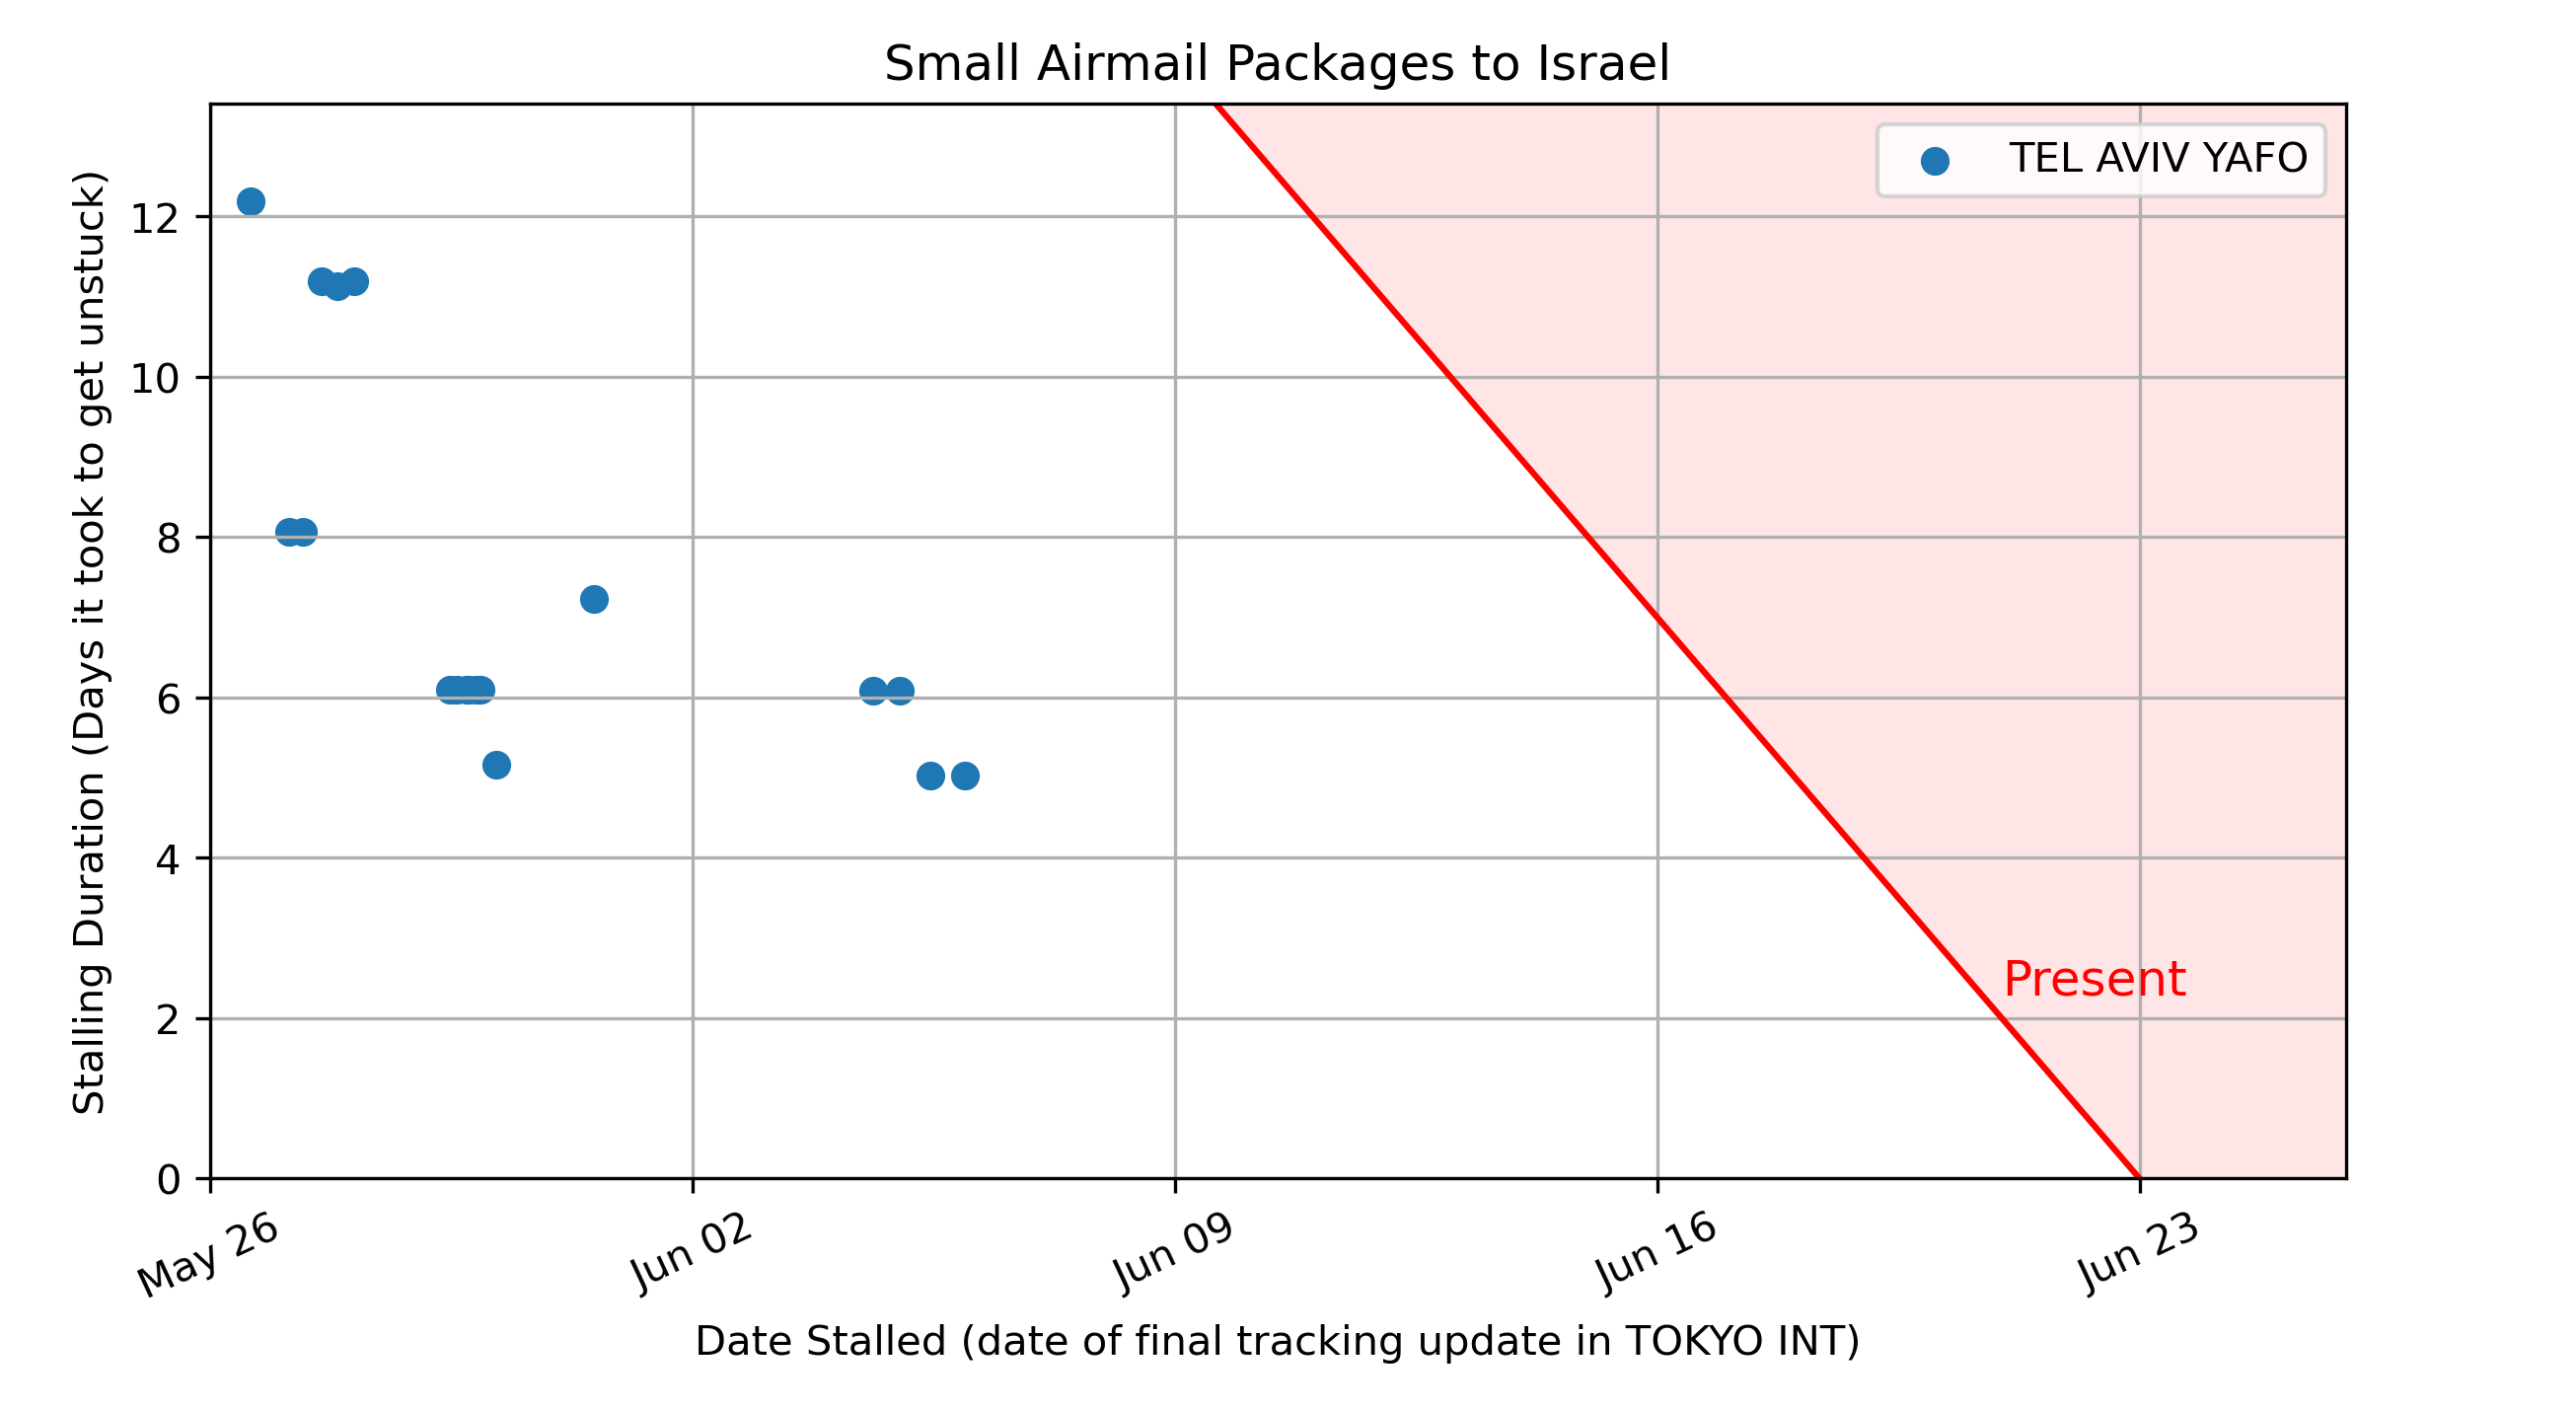 Small Airmail Packages to Israel
TEL AVIV YAFO
Stalling Duration (Days it took to get unstuck)
12
10
8
6
4
2
0
Present
May 26
Jun 02
Jun 09
Jun 16
Jun 23
Date Stalled (date of final tracking update in TOKYO INT)